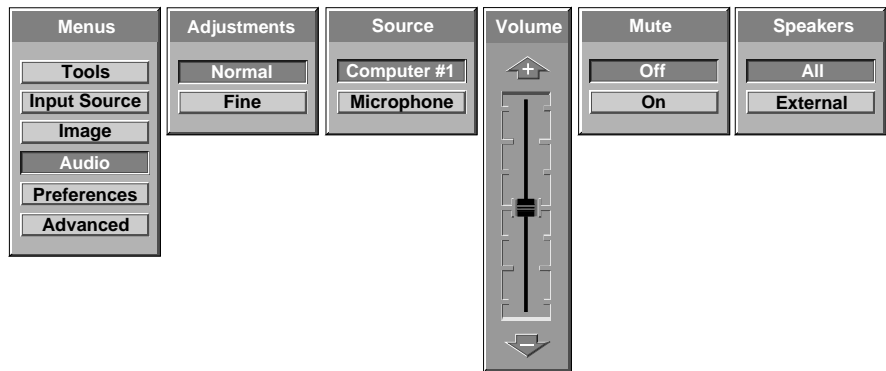 Menus
Tools
Input Source
Image
Audio
Preferences
Advanced
Adjustments
Normal
Fine
Source
Computer #1
Microphone
Volume
+
−
Mute
Off
On
Speakers
All
External